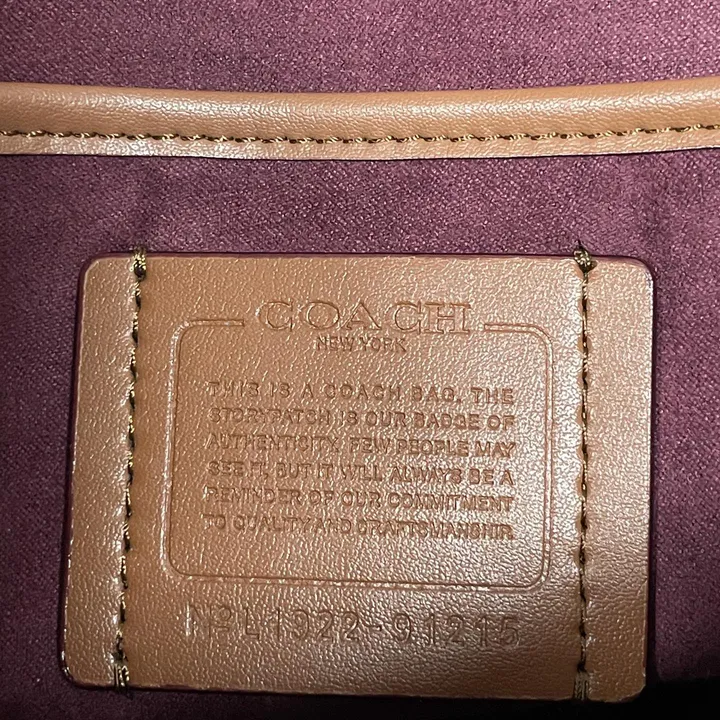 COACH
NEW YORK
THIS IS A COACH BAG. THE
STORYPATCH IS OUR BADGE OF
AUTHENTICITY. FEW PEOPLE MAY
SEE IT, BUT IT WILL ALWAYS BE A
REMINDER OF OUR COMMITMENT
TO QUALITY AND CRAFTSMANSHIP.
Nº L1922-91215